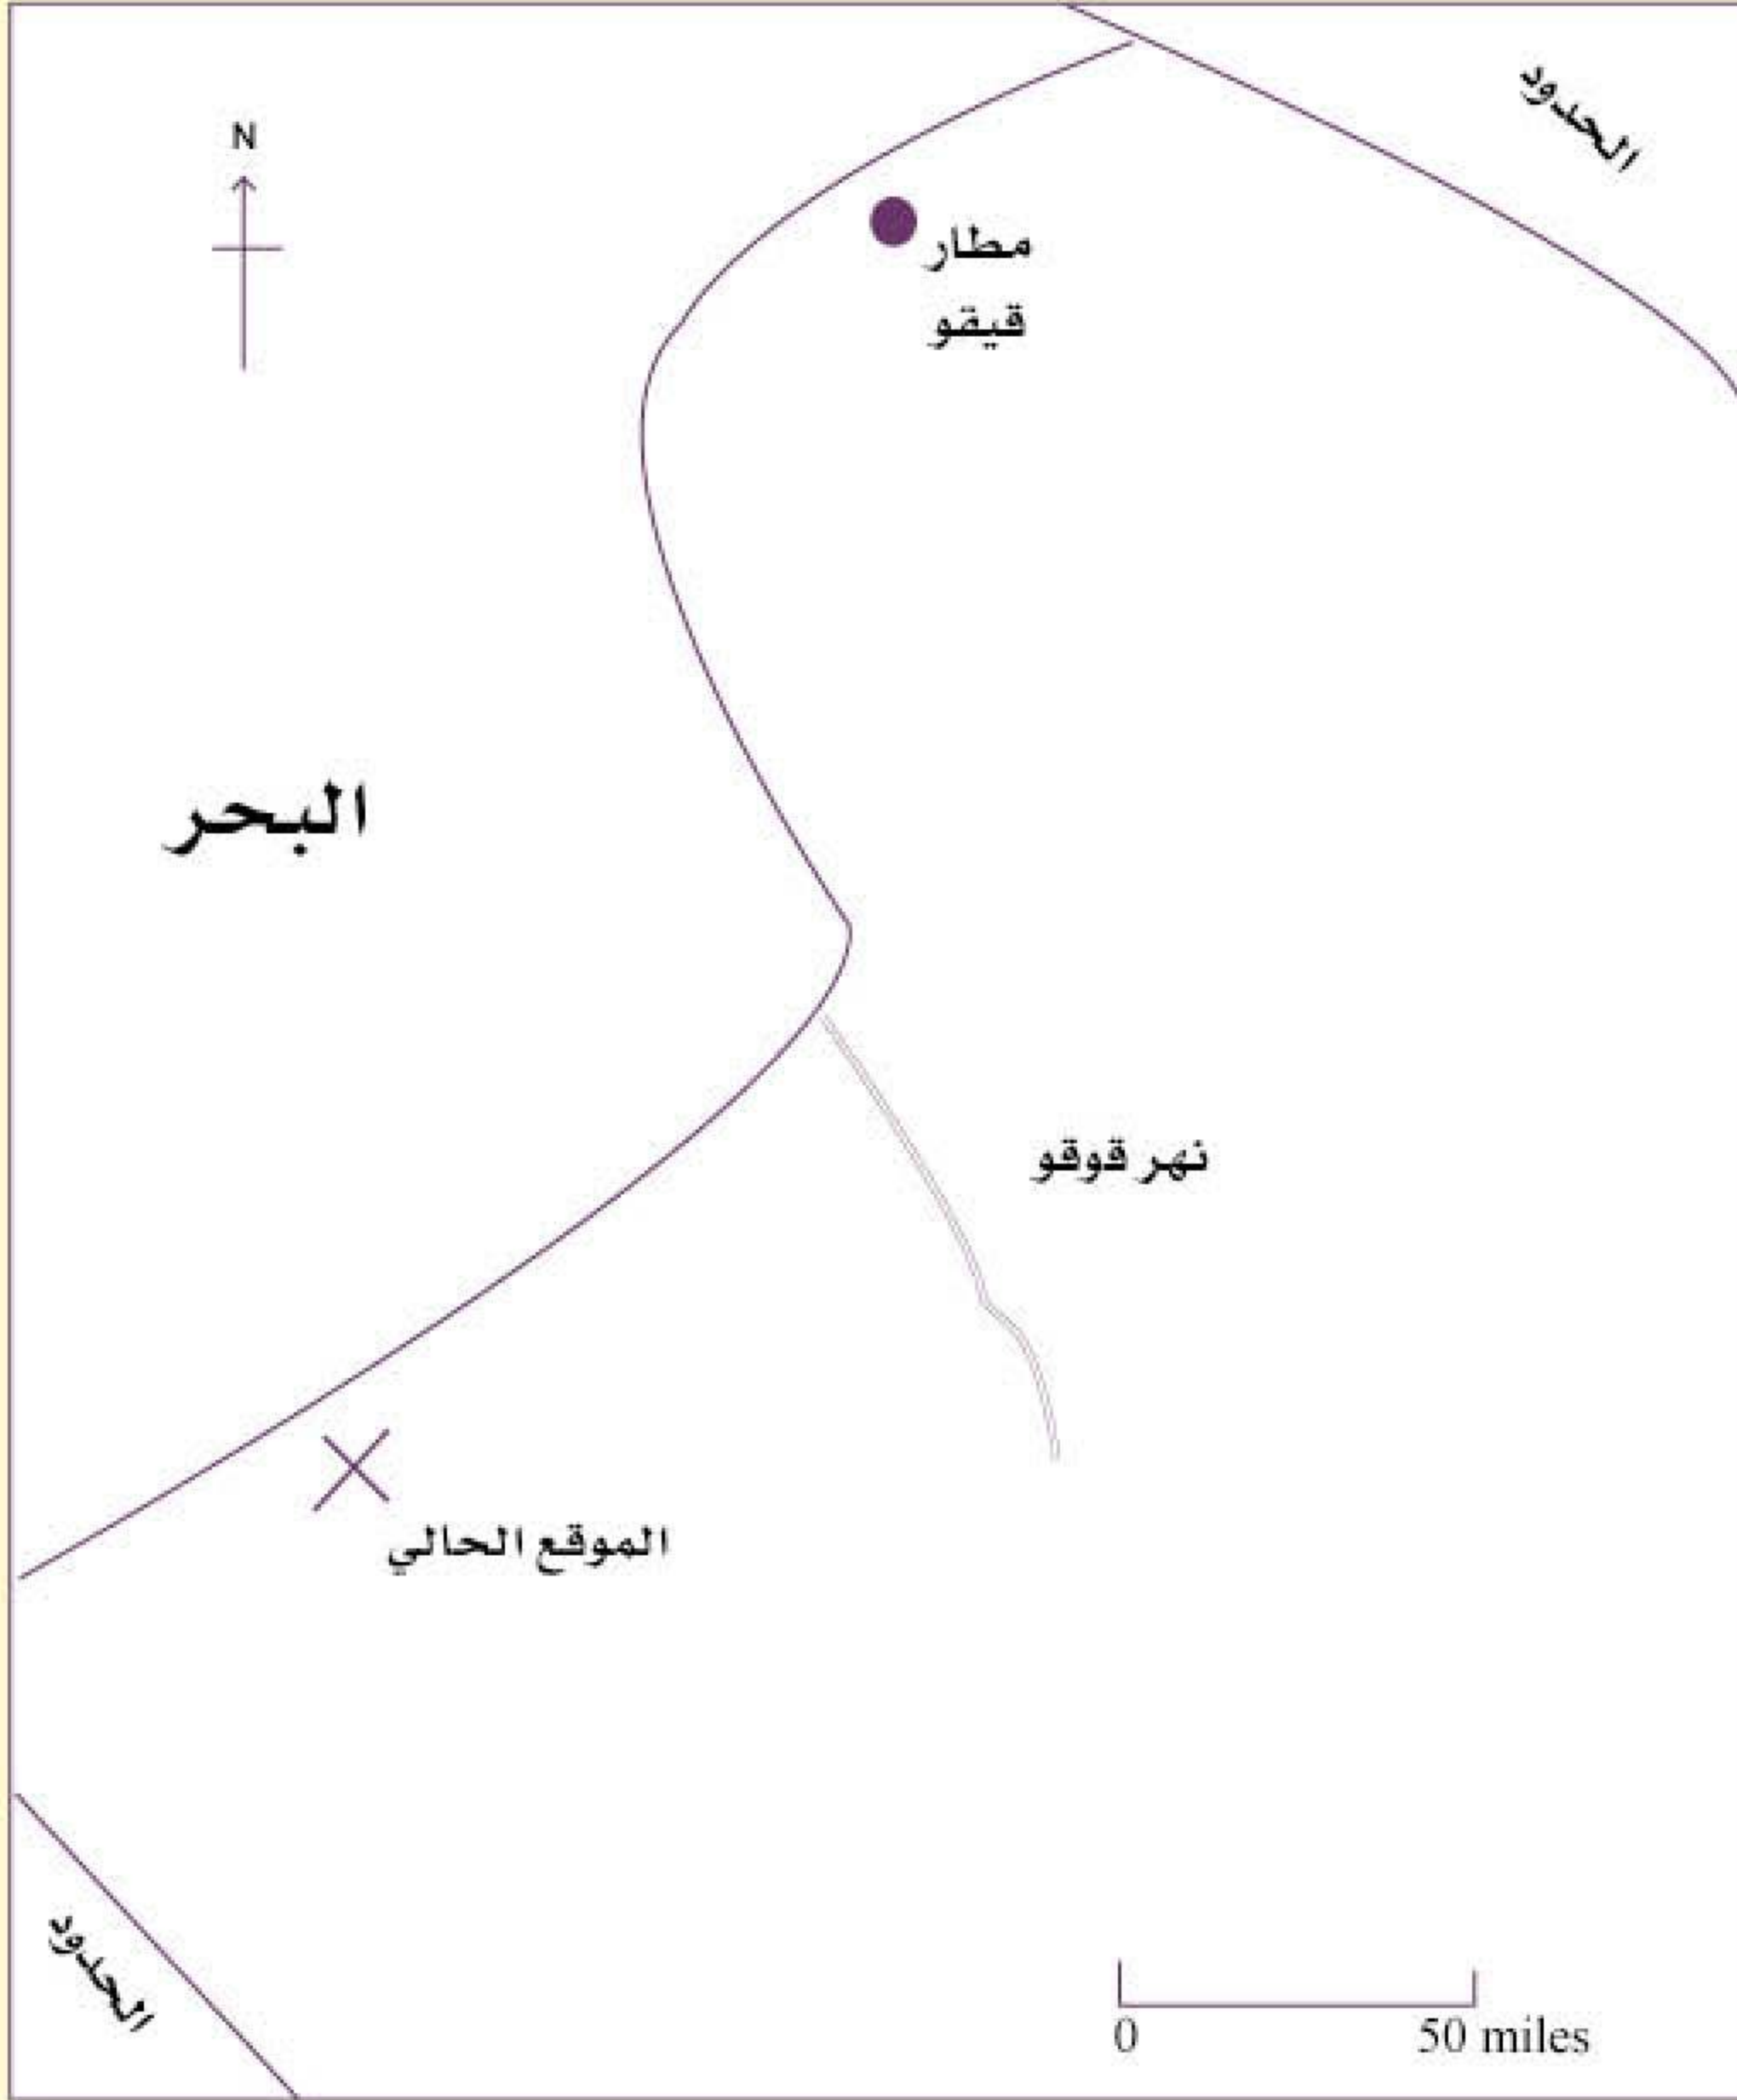 الحدود
N
مطار
قيقو
البحر
نهر قوقو
الموقع الحالي
الحدود
0 50 miles